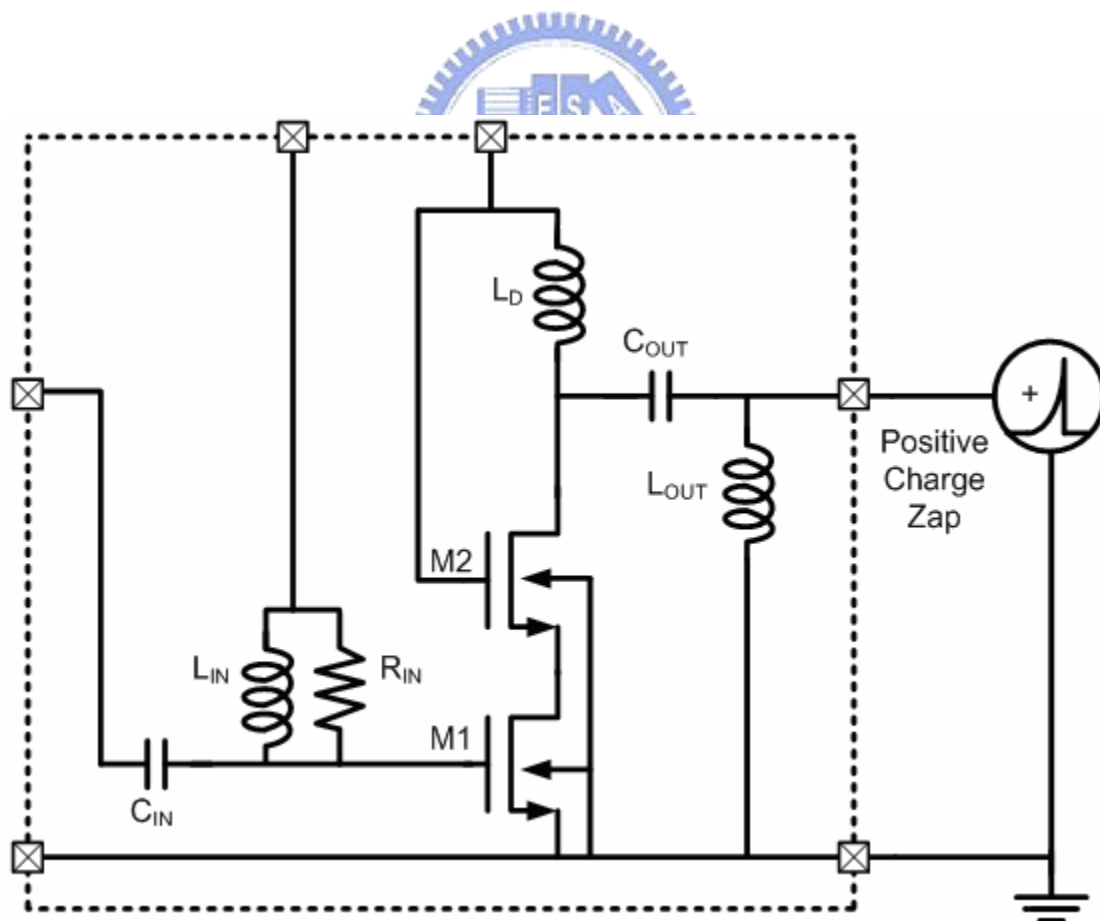 E S A
L_D
C_OUT
+
Positive
Charge
Zap
L_OUT
M2
L_IN
R_IN
M1
C_IN